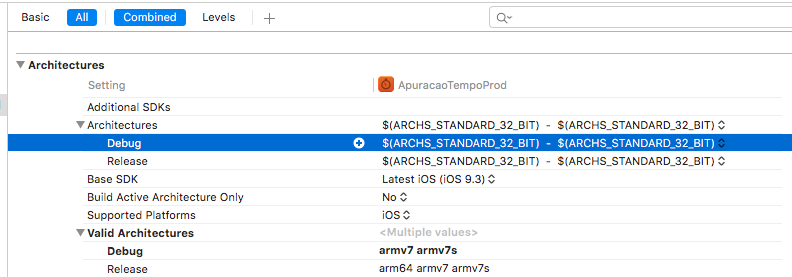 Basic All Combined Levels +
Architectures
Setting ApuracaoTempoProd
Additional SDKs
Architectures $(ARCHS_STANDARD_32_BIT) - $(ARCHS_STANDARD_32_BIT)
Debug $(ARCHS_STANDARD_32_BIT) - $(ARCHS_STANDARD_32_BIT)
Release $(ARCHS_STANDARD_32_BIT) - $(ARCHS_STANDARD_32_BIT)
Base SDK Latest iOS (iOS 9.3)
Build Active Architecture Only No
Supported Platforms iOS
Valid Architectures <Multiple values>
Debug armv7 armv7s
Release arm64 armv7 armv7s